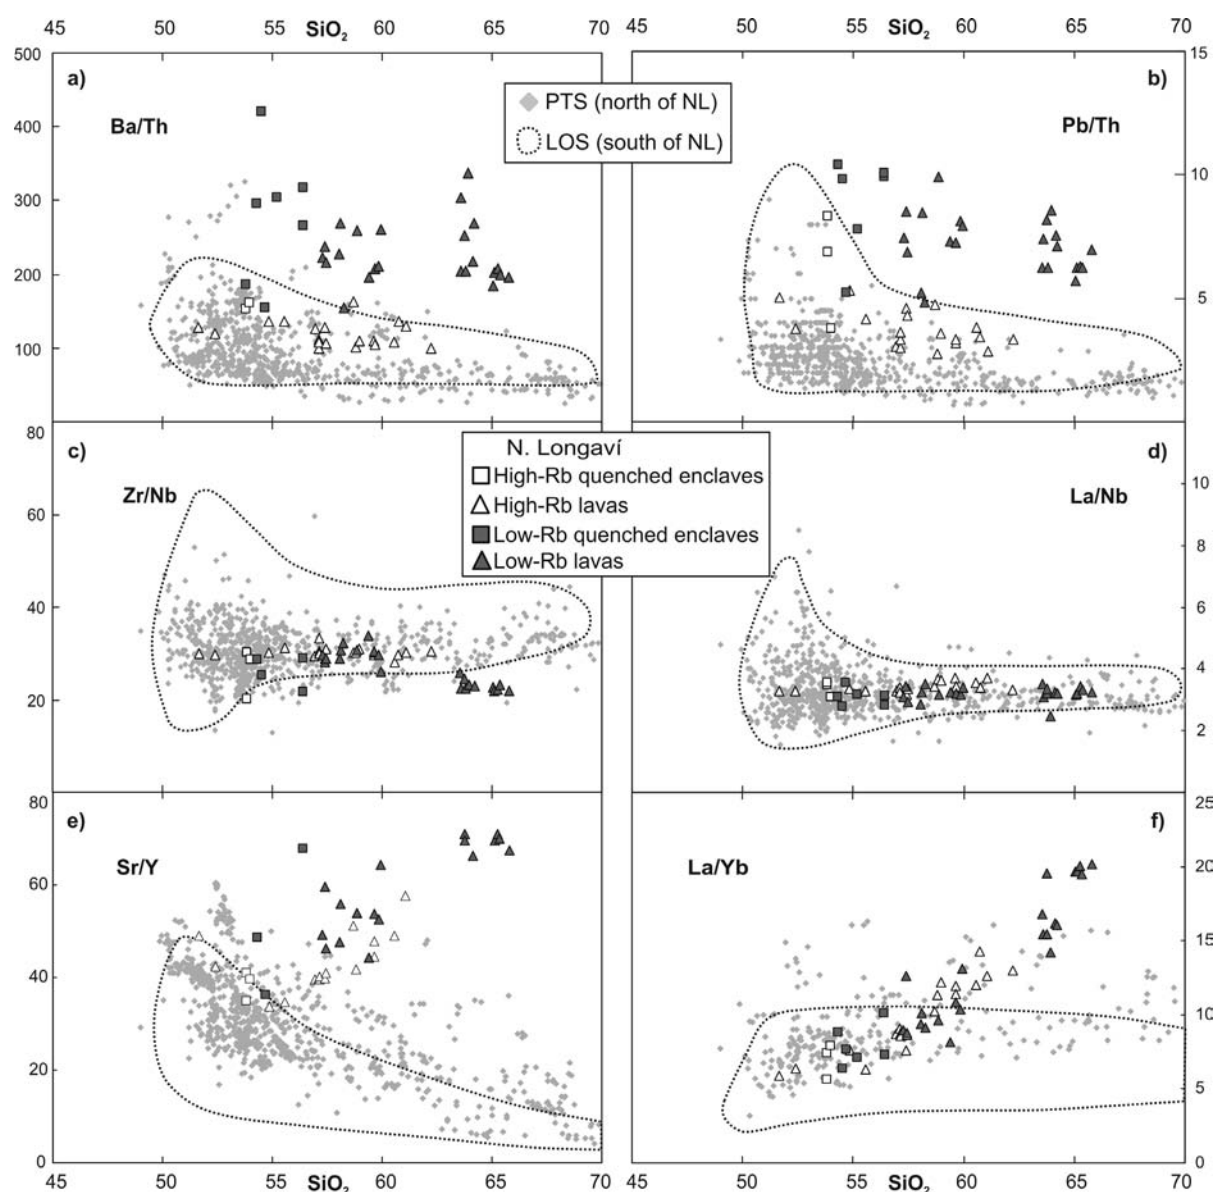 45 50 55 SiO2 60 65 70
45 50 55 SiO2 60 65 70
500
400
300
200
100
a)
Ba/Th
PTS (north of NL)
LOS (south of NL)
b)
Pb/Th
15
10
5
80
60
40
20
c)
Zr/Nb
N. Longaví
High-Rb quenched enclaves
High-Rb lavas
Low-Rb quenched enclaves
Low-Rb lavas
d)
La/Nb
10
8
6
4
2
80
60
40
20
0
e)
Sr/Y
f)
La/Yb
25
20
15
10
5
0
45 50 55 SiO2 60 65 70
45 50 55 SiO2 60 65 70